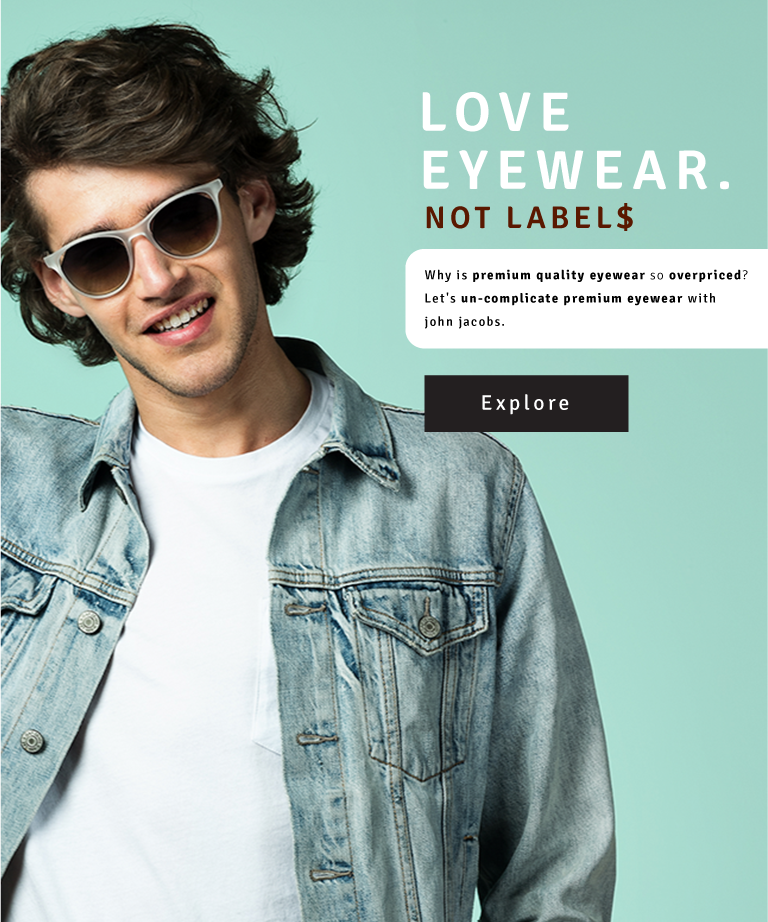 LOVE
EYEWEAR.
NOT LABEL$
Why is premium quality eyewear so overpriced?
Let's un-complicate premium eyewear with
john jacobs.
Explore